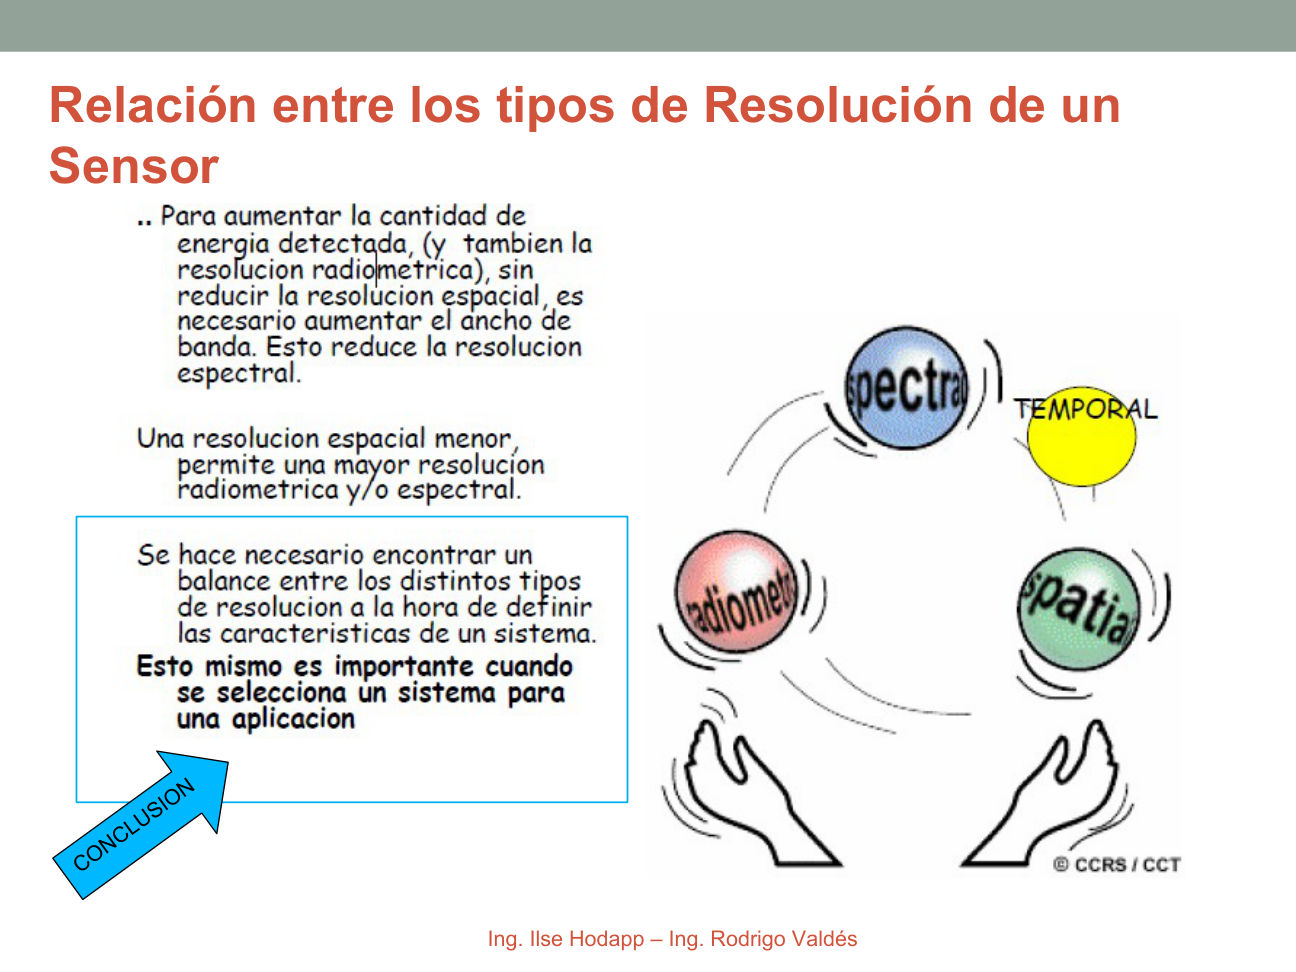 Relación entre los tipos de Resolución de un
Sensor
.. Para aumentar la cantidad de
energia detectada, (y tambien la
resolucion radiometrica), sin
reducir la resolucion espacial, es
necesario aumentar el ancho de
banda. Esto reduce la resolucion
espectral.
Una resolucion espacial menor,
permite una mayor resolucion
radiometrica y/o espectral.
Se hace necesario encontrar un
balance entre los distintos tipos
de resolucion a la hora de definir
las caracteristicas de un sistema.
Esto mismo es importante cuando
se selecciona un sistema para
una aplicacion
CONCLUSION
spectral
TEMPORAL
radiometri
spatial
© CCRS / CCT
Ing. Ilse Hodapp – Ing. Rodrigo Valdés